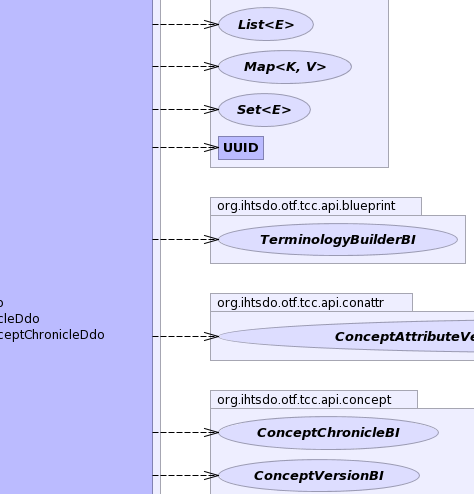 List<E>
Map<K, V>
Set<E>
UUID
org.ihtsdo.otf.tcc.api.blueprint
TerminologyBuilderBI
org.ihtsdo.otf.tcc.api.conattr
cleDdo
ceptChronicleDdo
ConceptAttributeVe
org.ihtsdo.otf.tcc.api.concept
ConceptChronicleBI
ConceptVersionBI